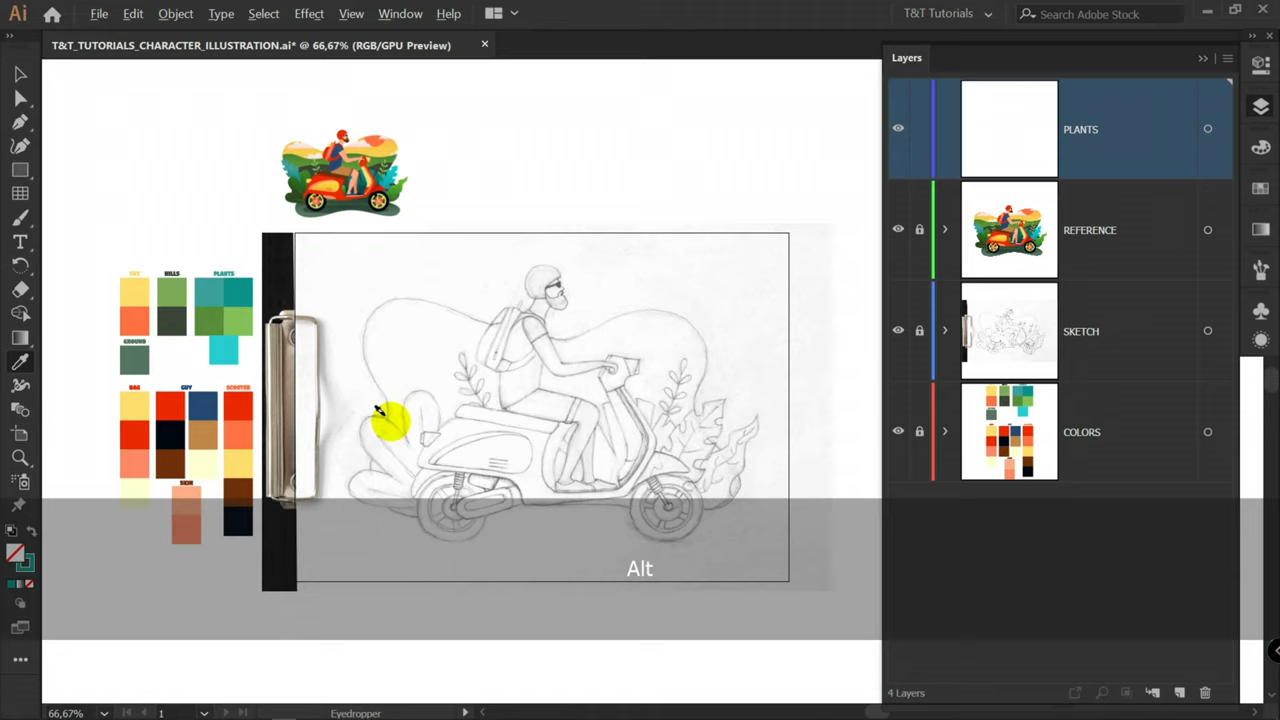 Ai File Edit Object Type Select Effect View Window Help T&T Tutorials Search Adobe Stock
T&T_TUTORIALS_CHARACTER_ILLUSTRATION.ai* @ 66,67% (RGB/GPU Preview)
Layers
PLANTS
REFERENCE
SKETCH
COLORS
HILLS PLANTS
GROUND
BAG GUY SCOOTER
SKIN
Alt
4 Layers
66,67% 1 Eyedropper